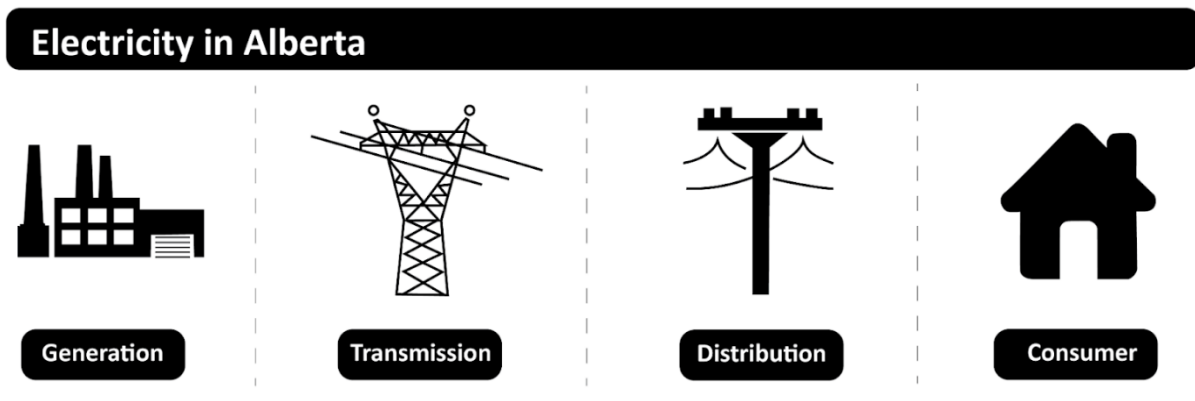 Electricity in Alberta
Generation
Transmission
Distribution
Consumer